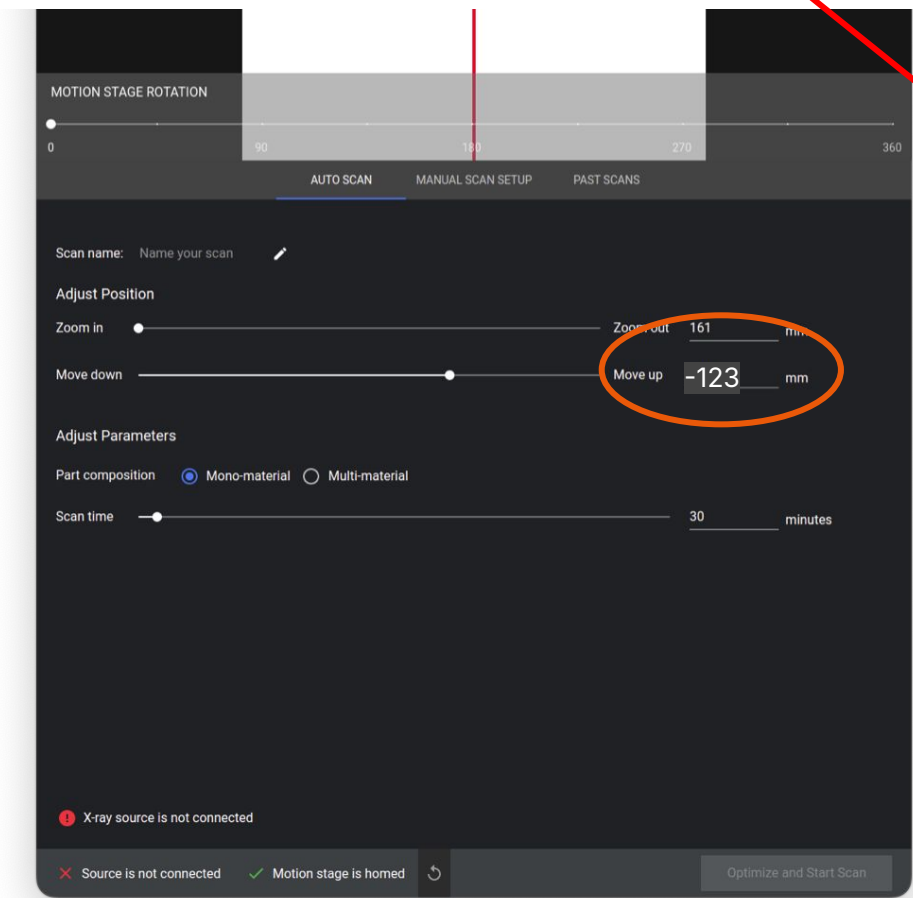 MOTION STAGE ROTATION
0 90 180 270 360
AUTO SCAN MANUAL SCAN SETUP PAST SCANS
Scan name: Name your scan
Adjust Position
Zoom in Zoom out 161 mm
Move down Move up -123 mm
Adjust Parameters
Part composition Mono-material Multi-material
Scan time 30 minutes
X-ray source is not connected
Source is not connected Motion stage is homed Optimize and Start Scan